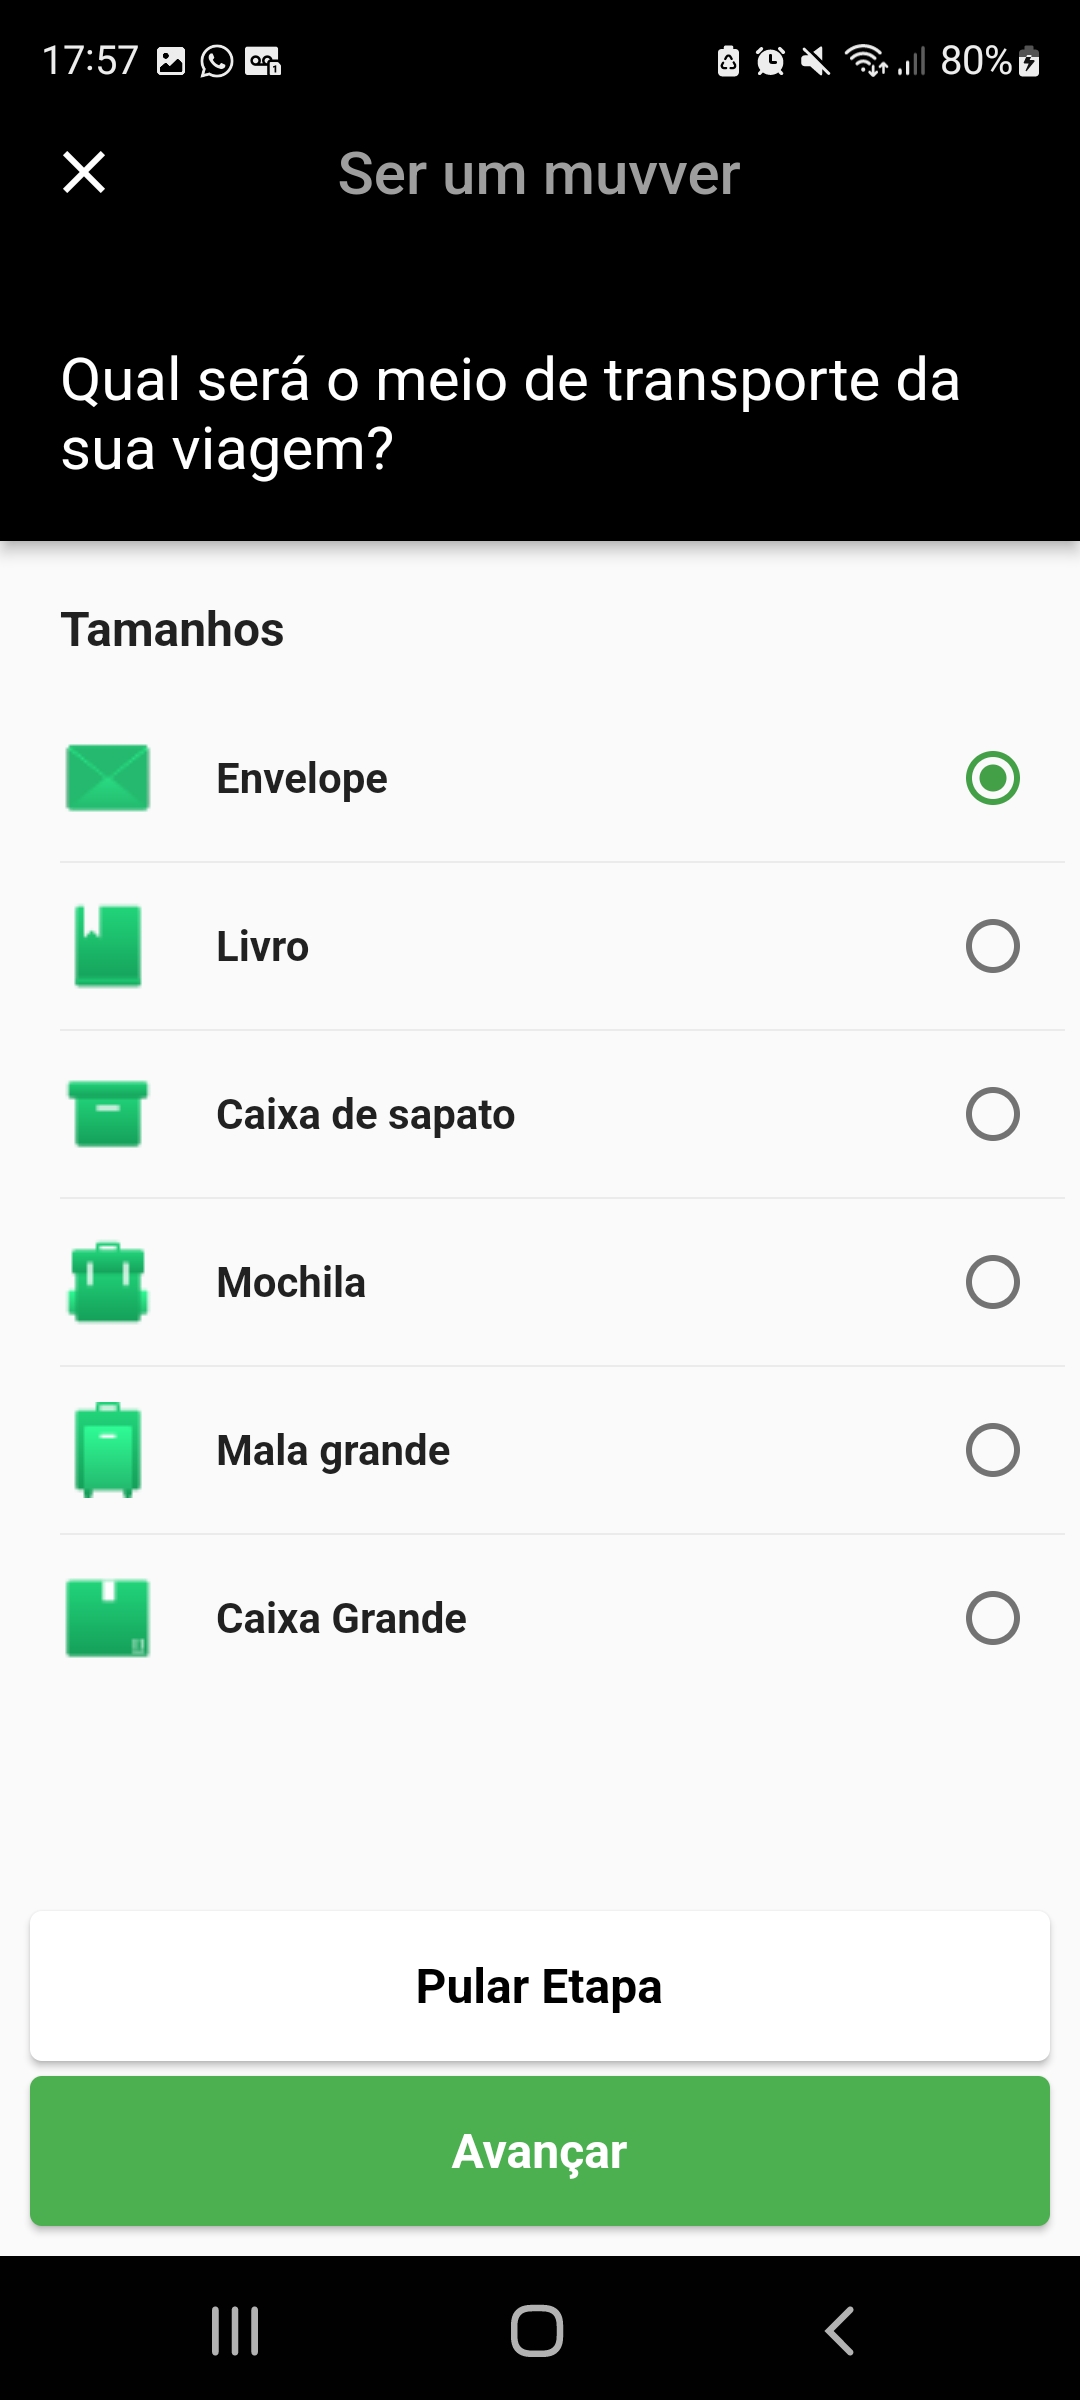 17:57
80%
Ser um muvver
Qual será o meio de transporte da
sua viagem?
Tamanhos
Envelope
Livro
Caixa de sapato
Mochila
Mala grande
Caixa Grande
Pular Etapa
Avançar